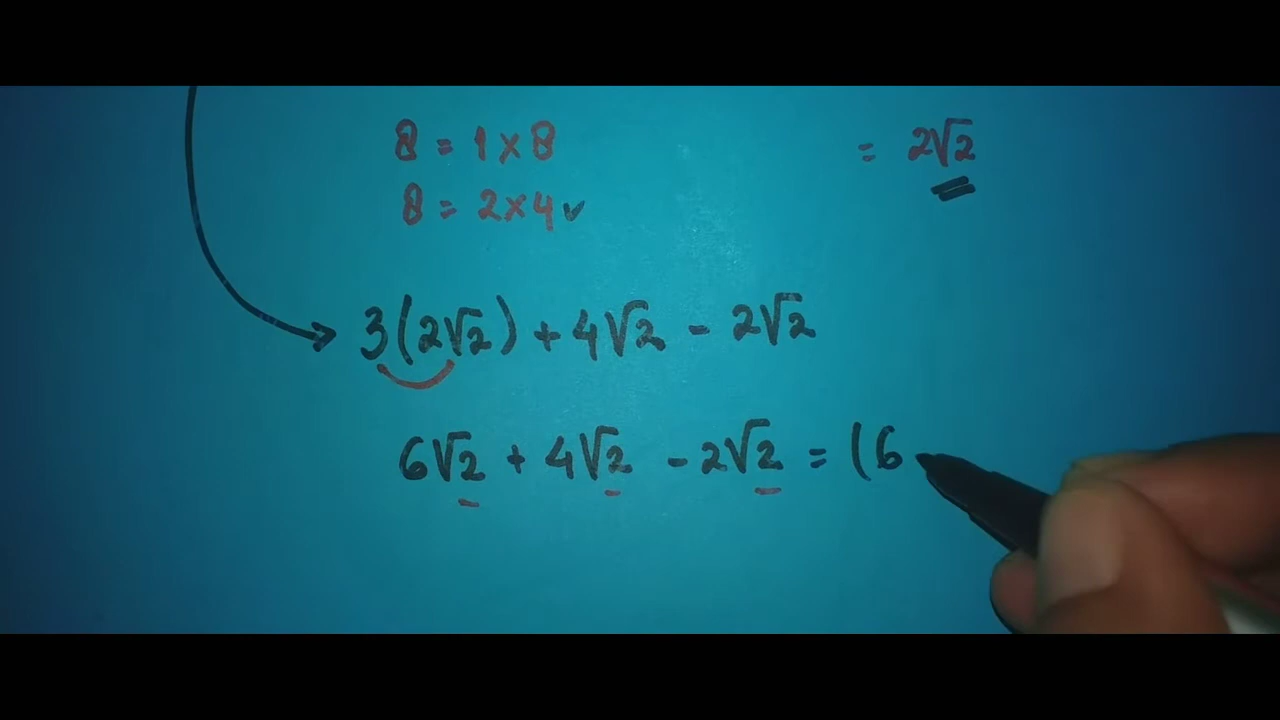 8 = 1 × 8 = 2√2
8 = 2 × 4 ✓
3(2√2) + 4√2 - 2√2
6√2 + 4√2 - 2√2 = (6